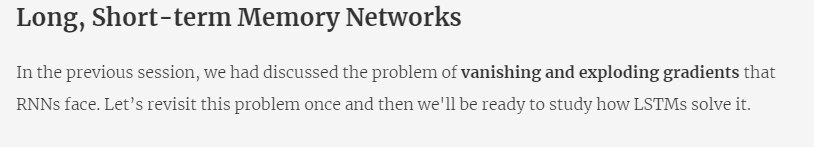 Long, Short-term Memory Networks
In the previous session, we had discussed the problem of vanishing and exploding gradients that
RNNs face. Let’s revisit this problem once and then we'll be ready to study how LSTMs solve it.